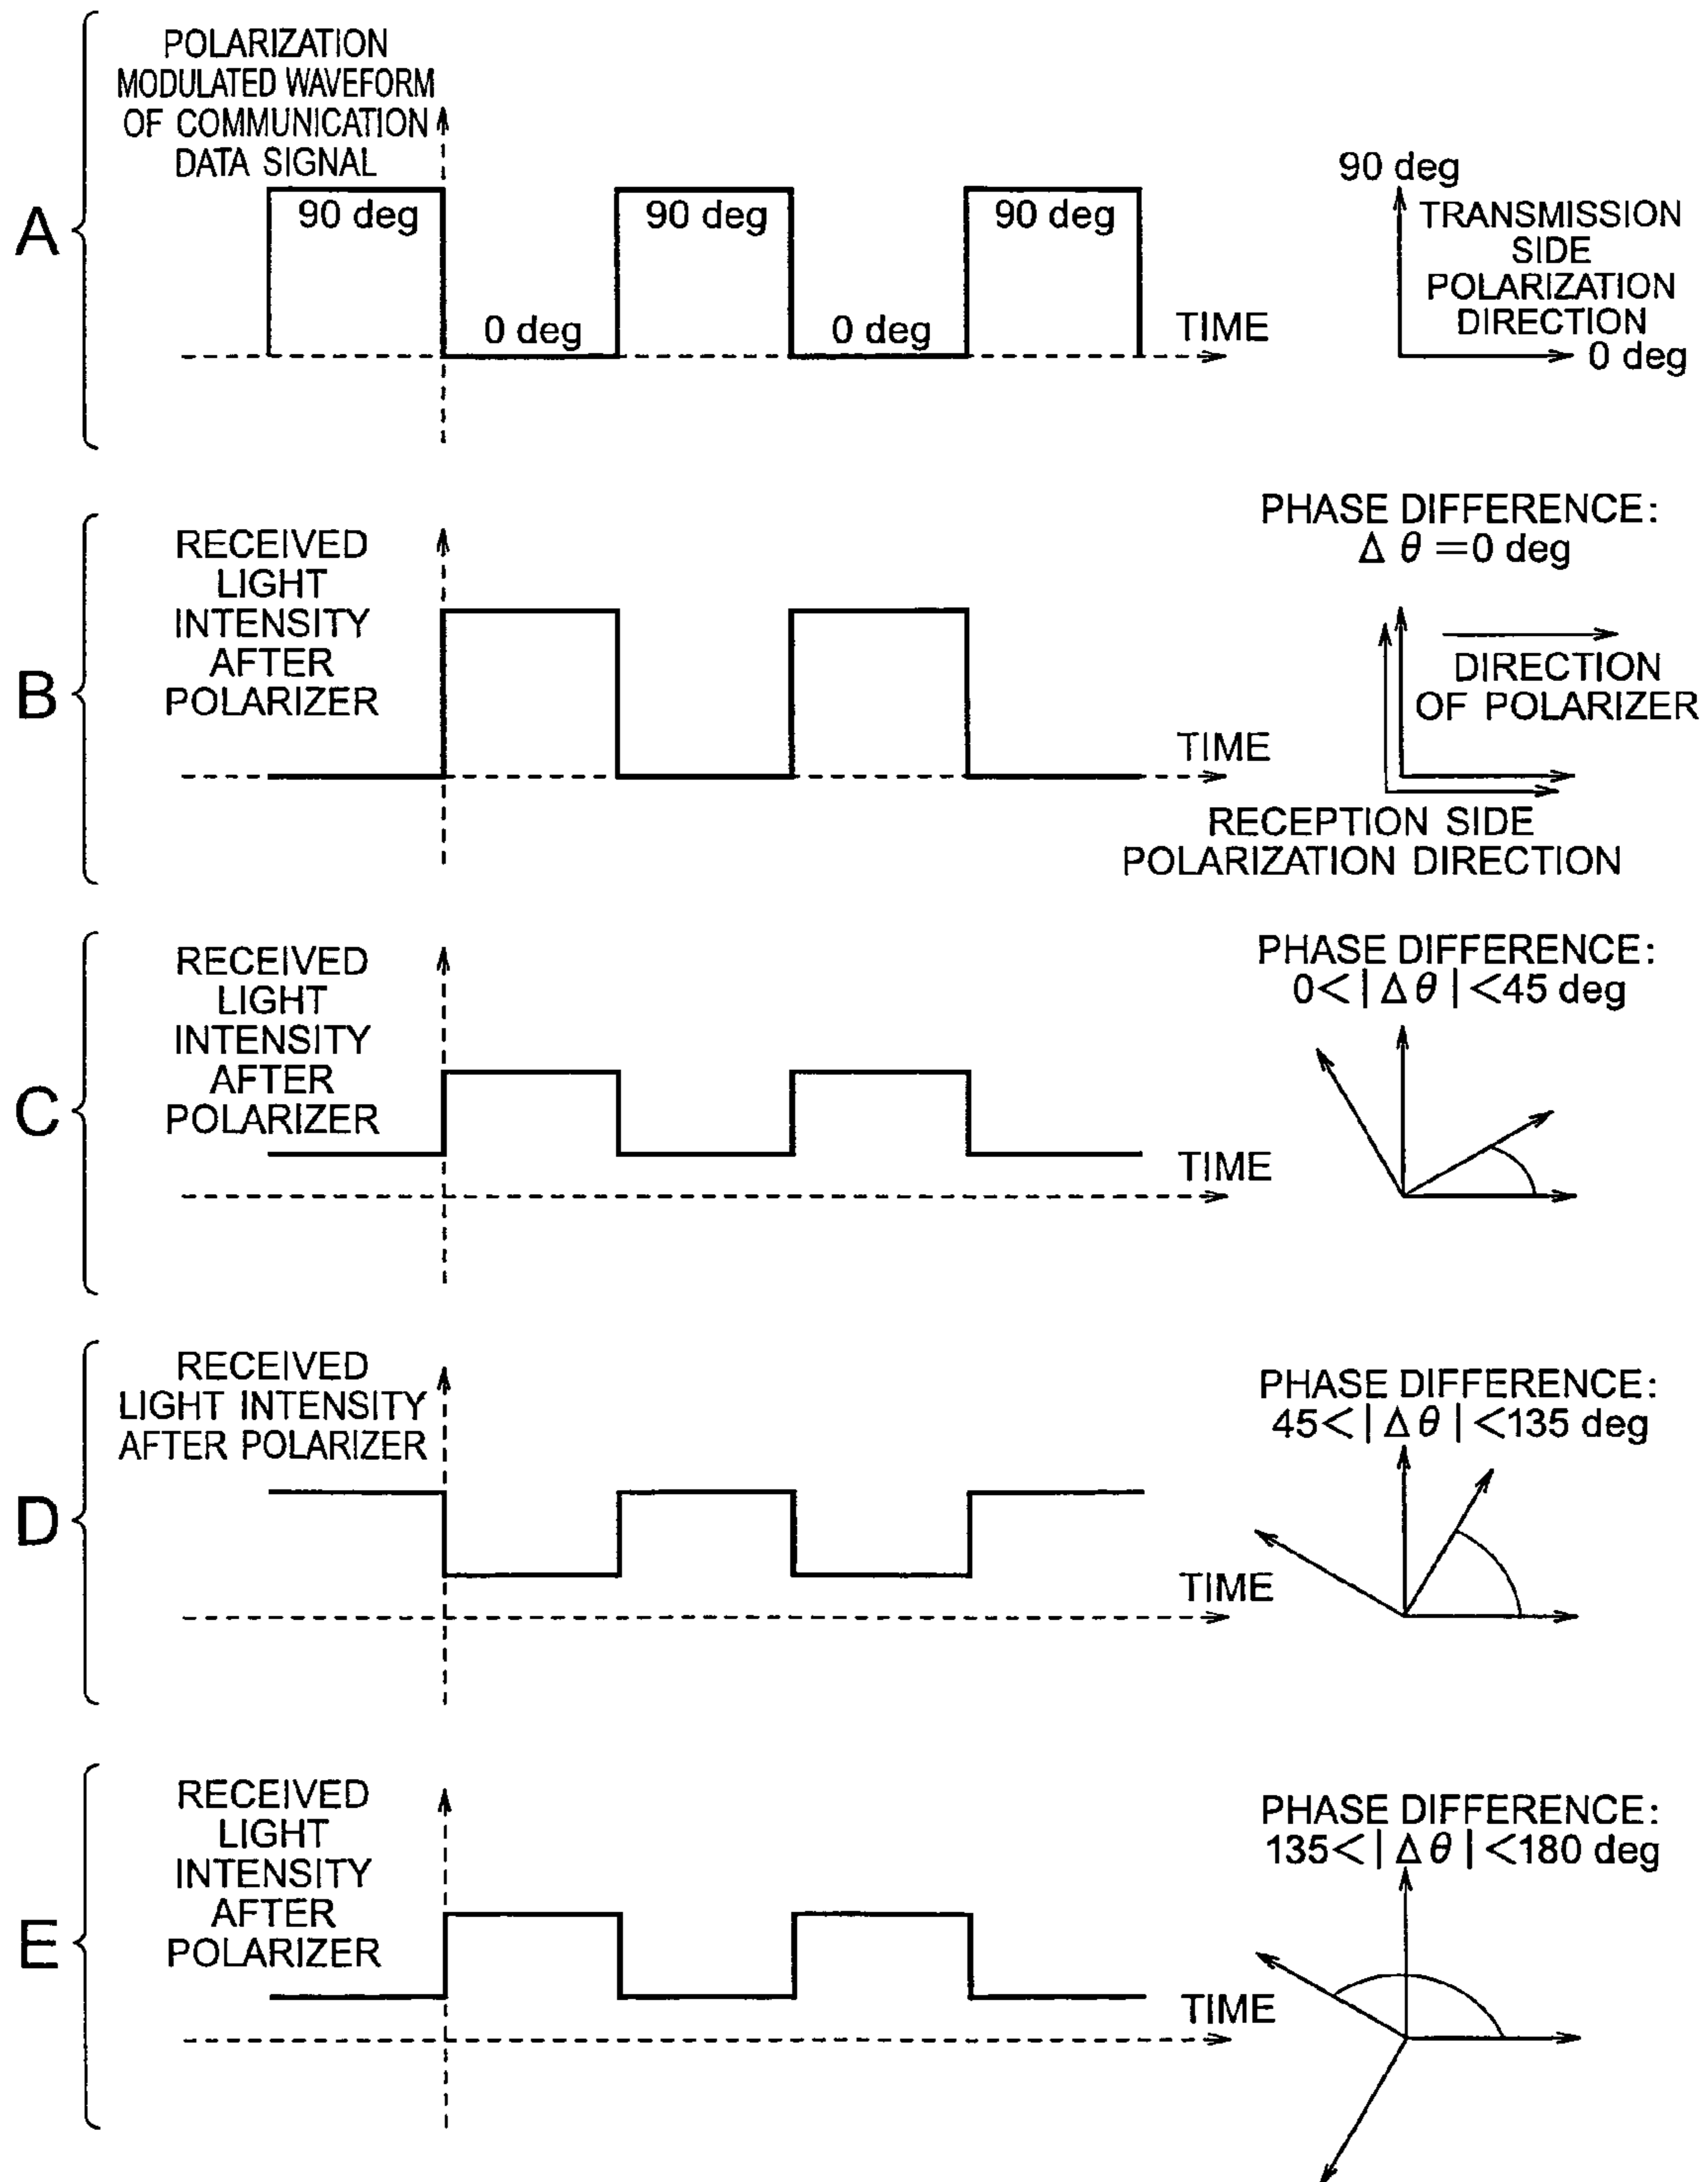 A
POLARIZATION
MODULATED WAVEFORM
OF COMMUNICATION
DATA SIGNAL
90 deg
90 deg
90 deg
0 deg
0 deg
TIME
90 deg
TRANSMISSION
SIDE
POLARIZATION
DIRECTION
0 deg
B
RECEIVED
LIGHT
INTENSITY
AFTER
POLARIZER
TIME
PHASE DIFFERENCE:
Δ θ =0 deg
DIRECTION
OF POLARIZER
RECEPTION SIDE
POLARIZATION DIRECTION
C
RECEIVED
LIGHT
INTENSITY
AFTER
POLARIZER
TIME
PHASE DIFFERENCE:
0<|Δ θ|<45 deg
D
RECEIVED
LIGHT INTENSITY
AFTER POLARIZER
TIME
PHASE DIFFERENCE:
45<|Δ θ|<135 deg
E
RECEIVED
LIGHT
INTENSITY
AFTER
POLARIZER
TIME
PHASE DIFFERENCE:
135<|Δ θ|<180 deg